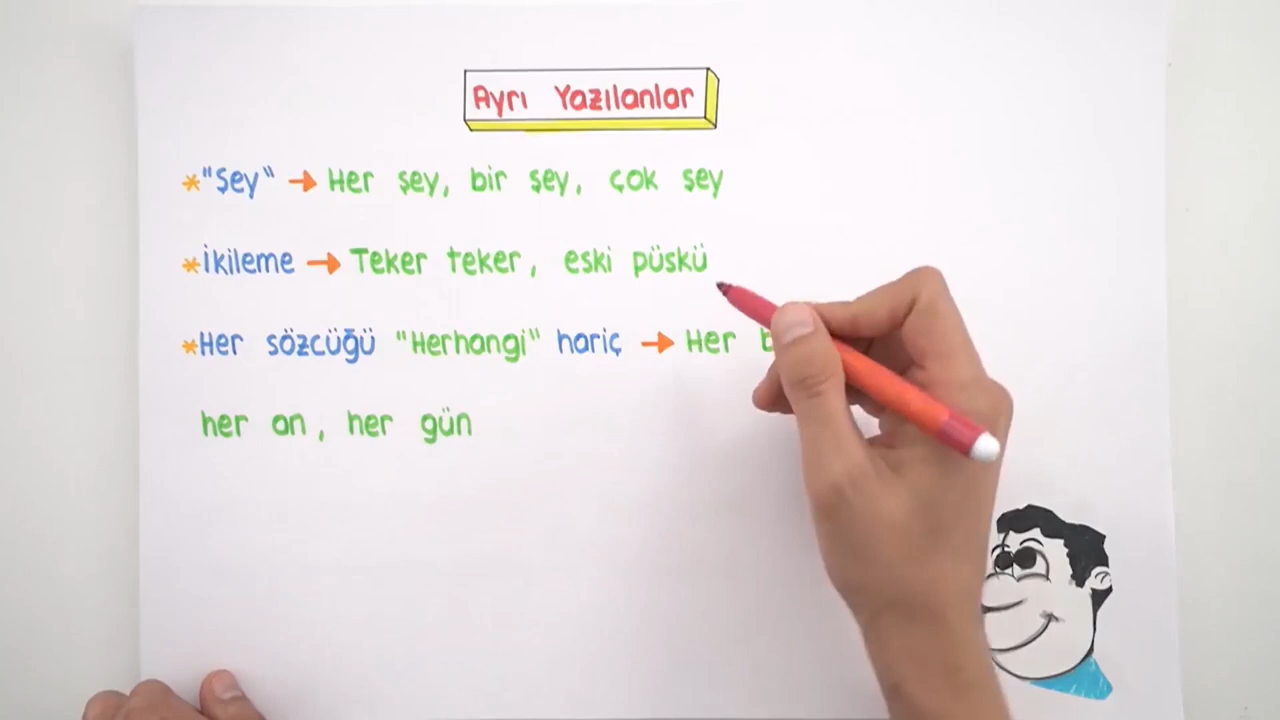 Ayrı Yazılanlar
*"Şey" → Her şey, bir şey, çok şey
*İkileme → Teker teker, eski püskü
*Her sözcüğü "Herhangi" hariç → Her
her an, her gün